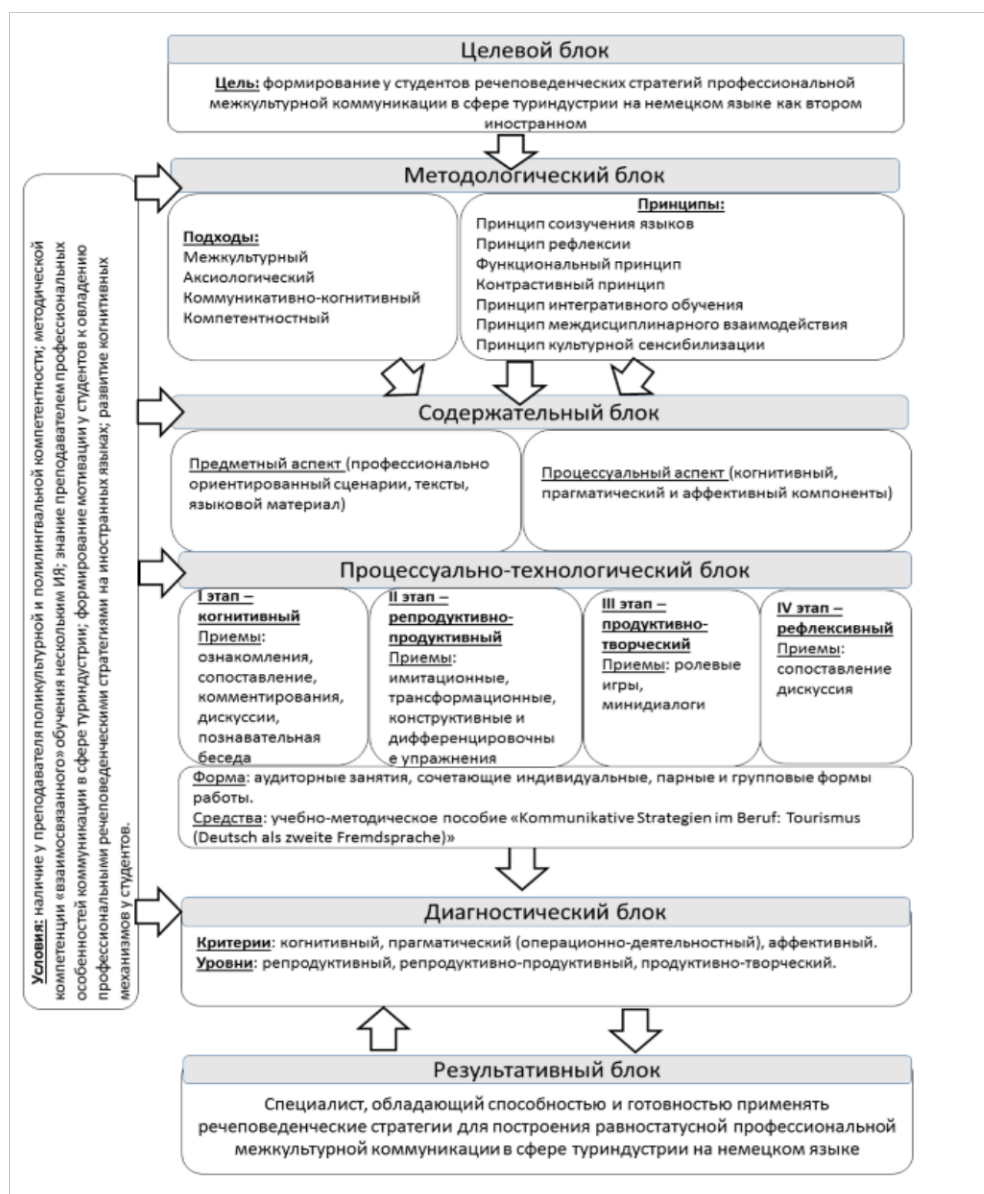 Целевой блок
Цель: формирование у студентов речеповеденческих стратегий профессиональной
межкультурной коммуникации в сфере туриндустрии на немецком языке как втором
иностранном
Условия: наличие у преподавателя поликультурной и полилингвальной компетентности; методической
компетенции «взаимосвязанного» обучения нескольким ИЯ; знание преподавателем профессиональных
особенностей коммуникации в сфере туриндустрии; формирование мотивации у студентов к овладению
профессиональными речеповеденческими стратегиями на иностранных языках; развитие когнитивных
механизмов у студентов.
Методологический блок
Подходы:
Межкультурный
Аксиологический
Коммуникативно-когнитивный
Компетентностный
Принципы:
Принцип соизучения языков
Принцип рефлексии
Функциональный принцип
Контрастивный принцип
Принцип интегративного обучения
Принцип междисциплинарного взаимодействия
Принцип культурной сенсибилизации
Содержательный блок
Предметный аспект (профессионально
ориентированный сценарии, тексты,
языковой материал)
Процессуальный аспект (когнитивный,
прагматический и аффективный компоненты)
Процессуально-технологический блок
I этап –
когнитивный
Приемы:
ознакомления,
сопоставление,
комментирования,
дискуссии,
познавательная
беседа
II этап –
репродуктивно-
продуктивный
Приемы:
имитационные,
трансформационные,
конструктивные и
дифференцировочны
е упражнения
III этап –
продуктивно-
творческий
Приемы: ролевые
игры,
минидиалоги
IV этап –
рефлексивный
Приемы:
сопоставление
дискуссия
Форма: аудиторные занятия, сочетающие индивидуальные, парные и групповые формы
работы.
Средства: учебно-методическое пособие «Kommunikative Strategien im Beruf: Tourismus
(Deutsch als zweite Fremdsprache)»
Диагностический блок
Критерии: когнитивный, прагматический (операционно-деятельностный), аффективный.
Уровни: репродуктивный, репродуктивно-продуктивный, продуктивно-творческий.
Результативный блок
Специалист, обладающий способностью и готовностью применять
речеповеденческие стратегии для построения равностатусной профессиональной
межкультурной коммуникации в сфере туриндустрии на немецком языке